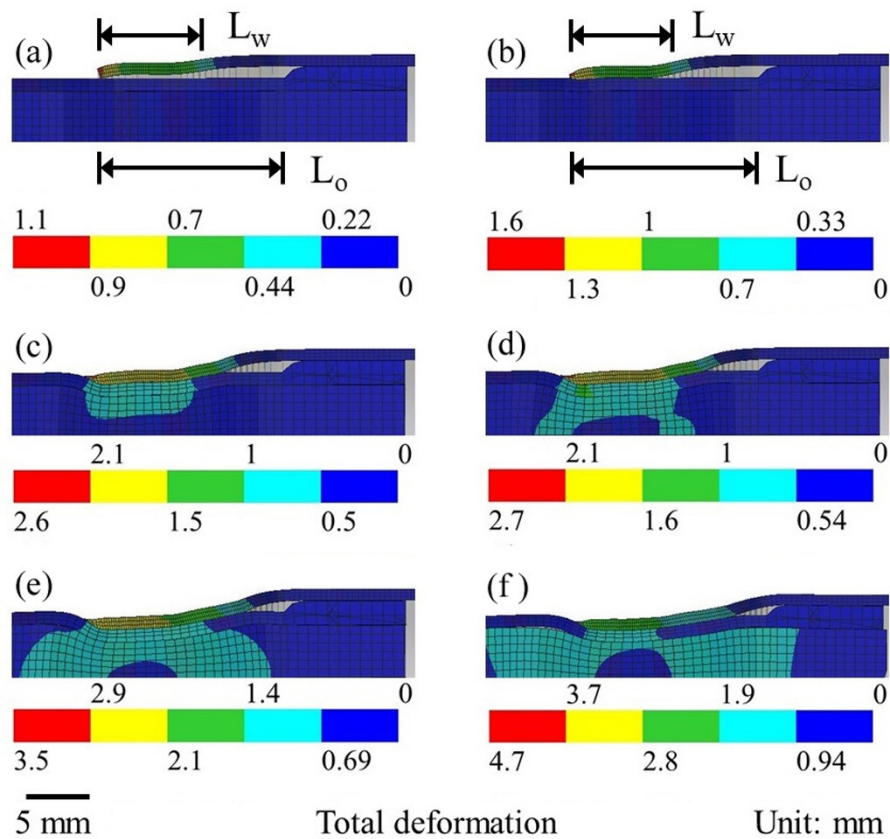 (a) Lw (b) Lw
Lo Lo
1.1 0.7 0.22 1.6 1 0.33
0.9 0.44 0 1.3 0.7 0
(c) (d)
2.1 1 0 2.1 1 0
2.6 1.5 0.5 2.7 1.6 0.54
(e) (f)
2.9 1.4 0 3.7 1.9 0
3.5 2.1 0.69 4.7 2.8 0.94
5 mm Total deformation Unit: mm